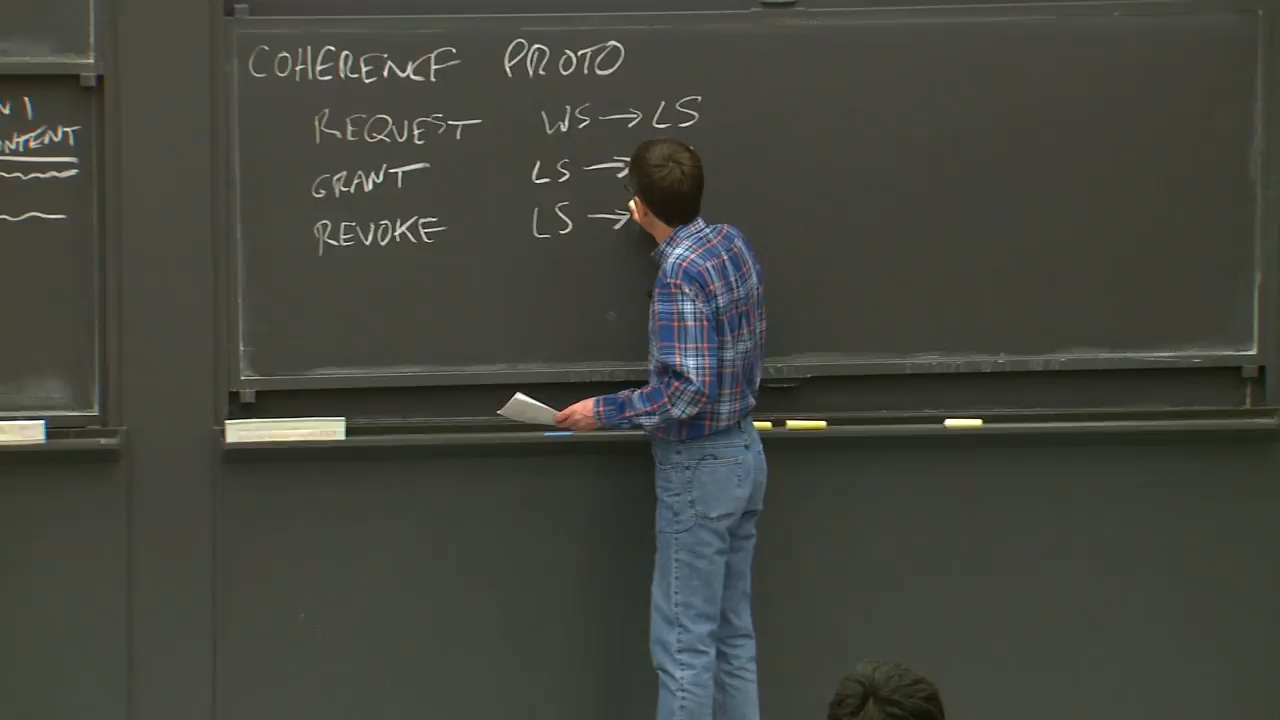 COHERENCE PROTO
REQUEST WS → LS
GRANT LS →
REVOKE LS →